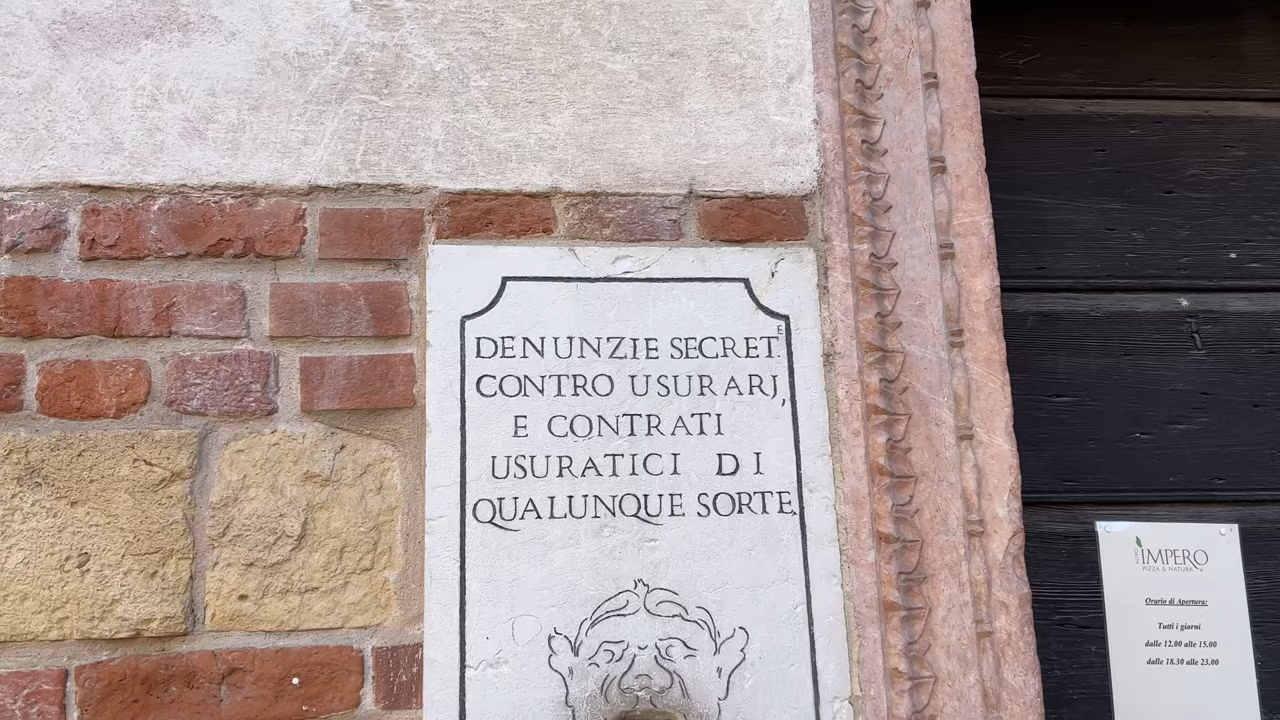 DENUNZIE SECRET.E
CONTRO USURARJ,
E CONTRATI
USURATICI DI
QUALUNQUE SORTE.
IMPERO
PIZZA & NATURA
Orario di Apertura:
Tutti i giorni
dalle 12.00 alle 15.00
dalle 18.30 alle 23.00